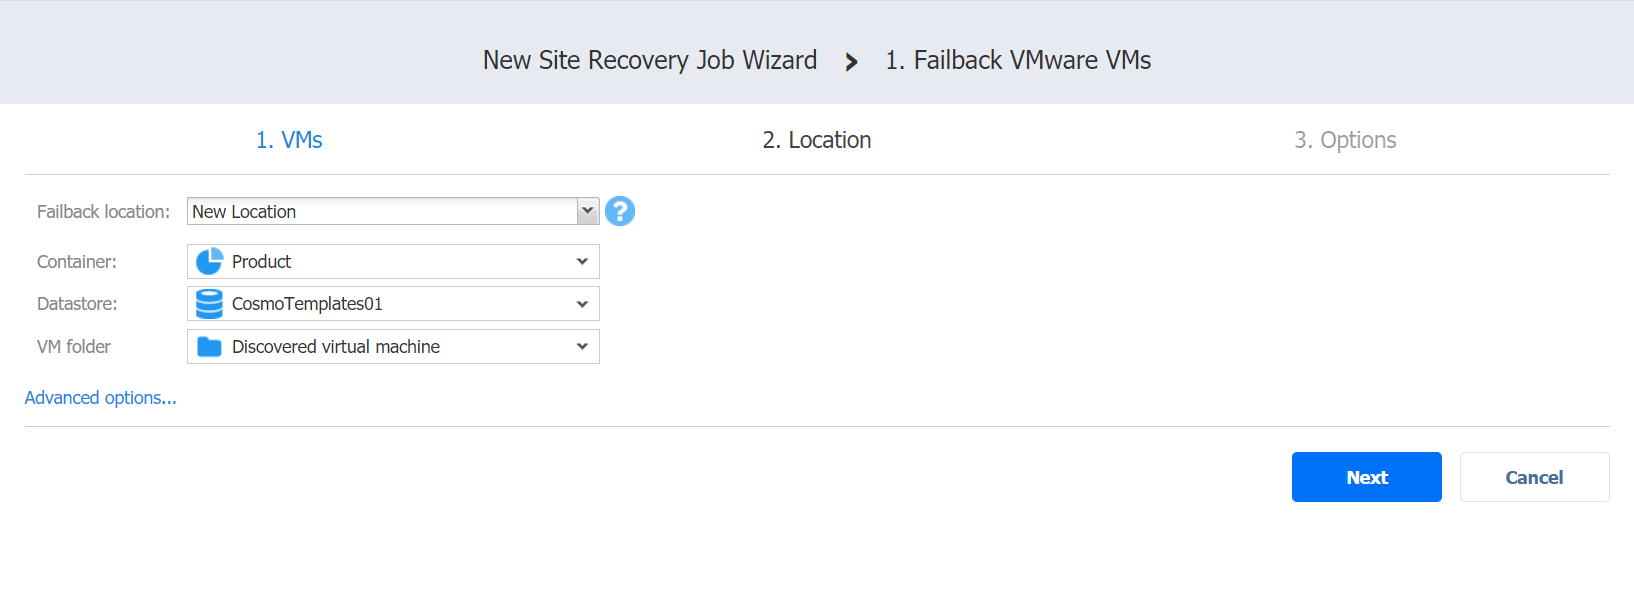 New Site Recovery Job Wizard > 1. Failback VMware VMs
1. VMs 2. Location 3. Options
Failback location: New Location ?
Container: Product
Datastore: CosmoTemplates01
VM folder Discovered virtual machine
Advanced options...
Next Cancel